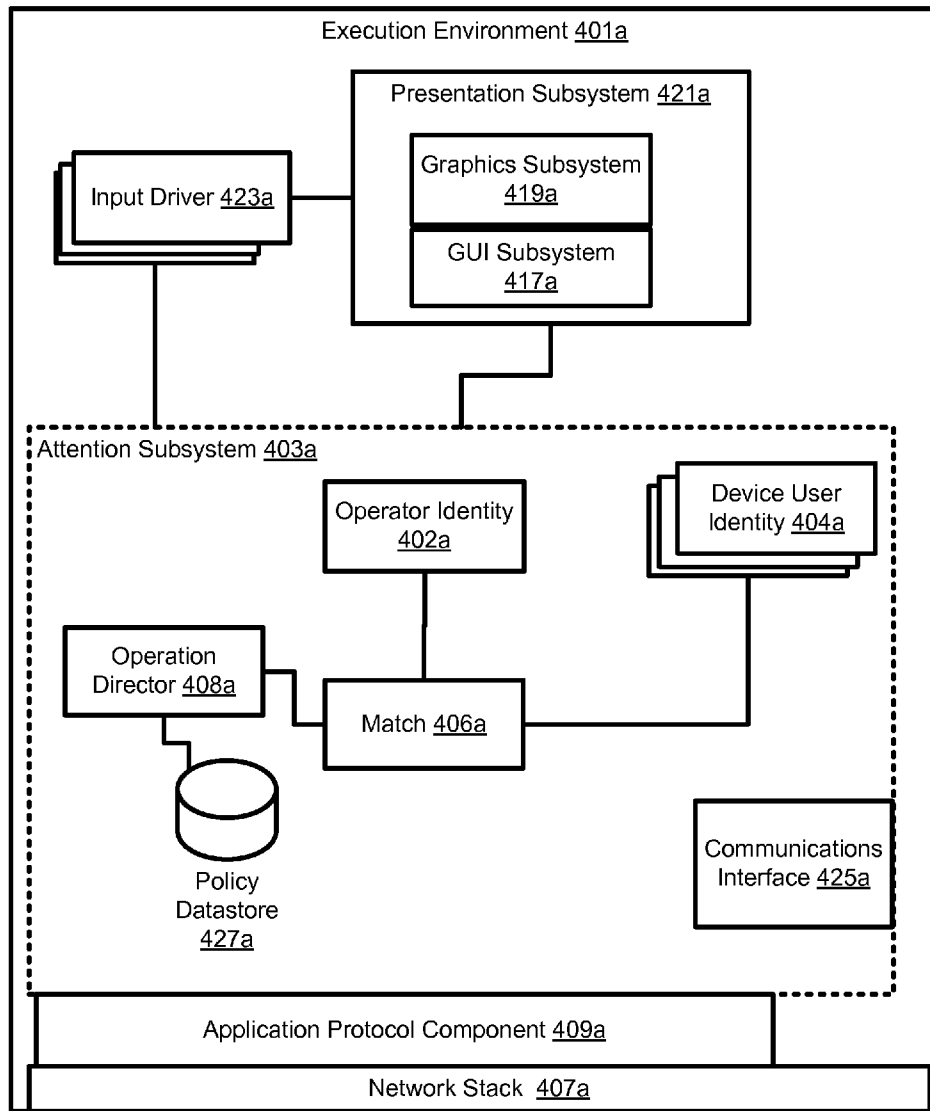 Execution Environment 401a
Presentation Subsystem 421a
Graphics Subsystem
419a
GUI Subsystem
417a
Input Driver 423a
Attention Subsystem 403a
Operator Identity
402a
Device User
Identity 404a
Operation
Director 408a
Match 406a
Policy
Datastore
427a
Communications
Interface 425a
Application Protocol Component 409a
Network Stack 407a